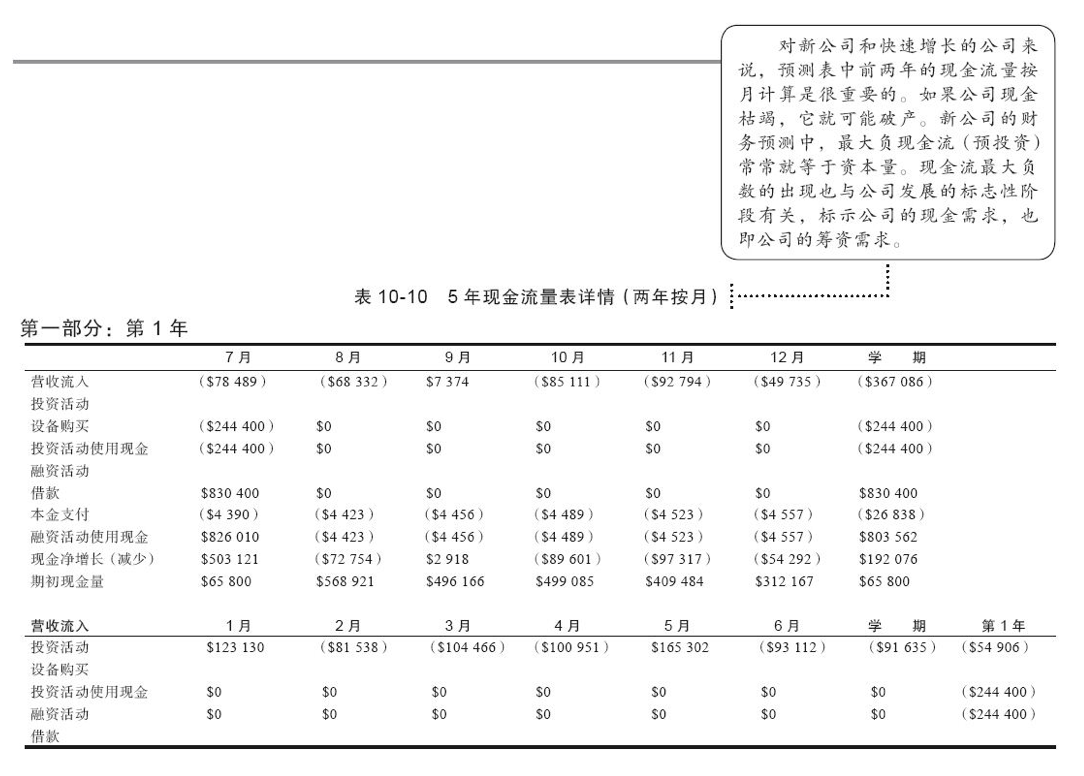 对新公司和快速增长的公司来
说，预测表中前两年的现金流量按
月计算是很重要的。如果公司现金
枯竭，它就可能破产。新公司的财
务预测中，最大负现金流（预投资）
常常就等于资本量。现金流最大负
数的出现也与公司发展的标志性阶
段有关，标示公司的现金需求，也
即公司的筹资需求。
表 10-10 5 年现金流量表详情（两年按月）
第一部分：第 1 年
7 月 8 月 9 月 10 月 11 月 12 月 学 期
营收流入 （$78 489） （$68 332） $7 374 （$85 111） （$92 794） （$49 735） （$367 086）
投资活动
设备购买 （$244 400） $0 $0 $0 $0 $0 （$244 400）
投资活动使用现金 （$244 400） $0 $0 $0 $0 $0 （$244 400）
融资活动
借款 $830 400 $0 $0 $0 $0 $0 $830 400
本金支付 （$4 390） （$4 423） （$4 456） （$4 489） （$4 523） （$4 557） （$26 838）
融资活动使用现金 $826 010 （$4 423） （$4 456） （$4 489） （$4 523） （$4 557） $803 562
现金净增长（减少） $503 121 （$72 754） $2 918 （$89 601） （$97 317） （$54 292） $192 076
期初现金量 $65 800 $568 921 $496 166 $499 085 $409 484 $312 167 $65 800
营收流入 1 月 2 月 3 月 4 月 5 月 6 月 学 期 第 1 年
投资活动 $123 130 （$81 538） （$104 466） （$100 951） $165 302 （$93 112） （$91 635） （$54 906）
设备购买
投资活动使用现金 $0 $0 $0 $0 $0 $0 $0 （$244 400）
融资活动 $0 $0 $0 $0 $0 $0 $0 （$244 400）
借款